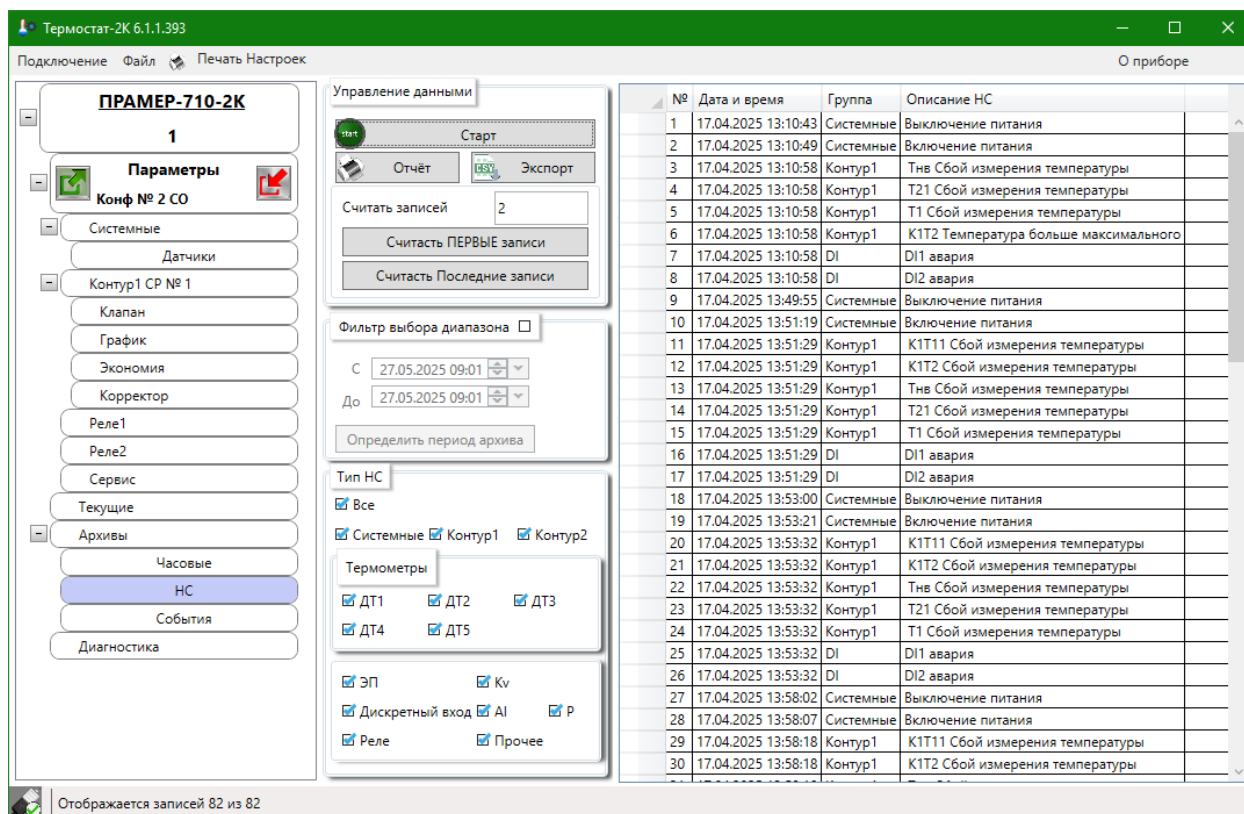 Термостат-2К 6.1.1.393
Подключение Файл Печать Настроек О приборе
ПРАМЕР-710-2К
1
Параметры
Конф № 2 СО
Системные
Датчики
Контур1 СР № 1
Клапан
График
Экономия
Корректор
Реле1
Реле2
Сервис
Текущие
Архивы
Часовые
НС
События
Диагностика
Управление данными
start Старт
Отчёт CSV Экспорт
Считать записей 2
Считасть ПЕРВЫЕ записи
Считасть Последние записи
Фильтр выбора диапазона
С 27.05.2025 09:01
До 27.05.2025 09:01
Определить период архива
Тип НС
Все
Системные Контур1 Контур2
Термометры
ДТ1 ДТ2 ДТ3
ДТ4 ДТ5
ЭП Kv
Дискретный вход AI P
Реле Прочее
№ Дата и время Группа Описание НС
1 17.04.2025 13:10:43 Системные Выключение питания
2 17.04.2025 13:10:49 Системные Включение питания
3 17.04.2025 13:10:58 Контур1 Тнв Сбой измерения температуры
4 17.04.2025 13:10:58 Контур1 Т21 Сбой измерения температуры
5 17.04.2025 13:10:58 Контур1 Т1 Сбой измерения температуры
6 17.04.2025 13:10:58 Контур1 К1Т2 Температура больше максимального
7 17.04.2025 13:10:58 DI DI1 авария
8 17.04.2025 13:10:58 DI DI2 авария
9 17.04.2025 13:49:55 Системные Выключение питания
10 17.04.2025 13:51:19 Системные Включение питания
11 17.04.2025 13:51:29 Контур1 К1Т11 Сбой измерения температуры
12 17.04.2025 13:51:29 Контур1 К1Т2 Сбой измерения температуры
13 17.04.2025 13:51:29 Контур1 Тнв Сбой измерения температуры
14 17.04.2025 13:51:29 Контур1 Т21 Сбой измерения температуры
15 17.04.2025 13:51:29 Контур1 Т1 Сбой измерения температуры
16 17.04.2025 13:51:29 DI DI1 авария
17 17.04.2025 13:51:29 DI DI2 авария
18 17.04.2025 13:53:00 Системные Выключение питания
19 17.04.2025 13:53:21 Системные Включение питания
20 17.04.2025 13:53:32 Контур1 К1Т11 Сбой измерения температуры
21 17.04.2025 13:53:32 Контур1 К1Т2 Сбой измерения температуры
22 17.04.2025 13:53:32 Контур1 Тнв Сбой измерения температуры
23 17.04.2025 13:53:32 Контур1 Т21 Сбой измерения температуры
24 17.04.2025 13:53:32 Контур1 Т1 Сбой измерения температуры
25 17.04.2025 13:53:32 DI DI1 авария
26 17.04.2025 13:53:32 DI DI2 авария
27 17.04.2025 13:58:02 Системные Выключение питания
28 17.04.2025 13:58:07 Системные Включение питания
29 17.04.2025 13:58:18 Контур1 К1Т11 Сбой измерения температуры
30 17.04.2025 13:58:18 Контур1 К1Т2 Сбой измерения температуры
Отображается записей 82 из 82